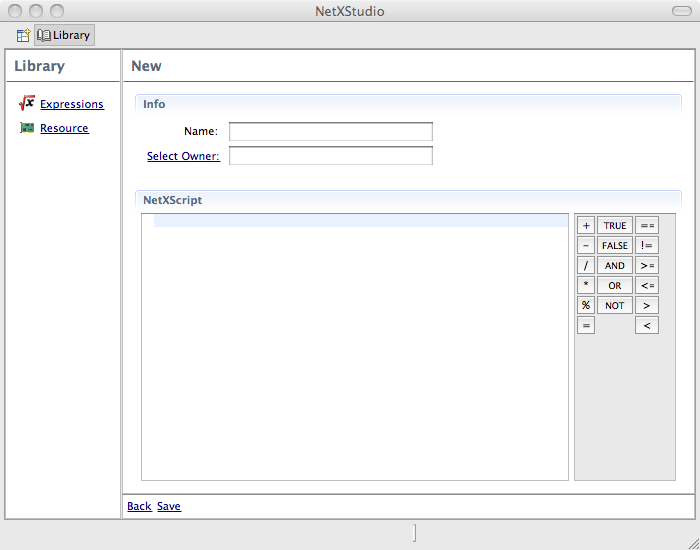 NetXStudio
Library
Library
New
Expressions
Resource
Info
Name:
Select Owner:
NetXScript
+ TRUE ==
- FALSE !=
/ AND >=
* OR <=
% NOT >
= <
Back Save